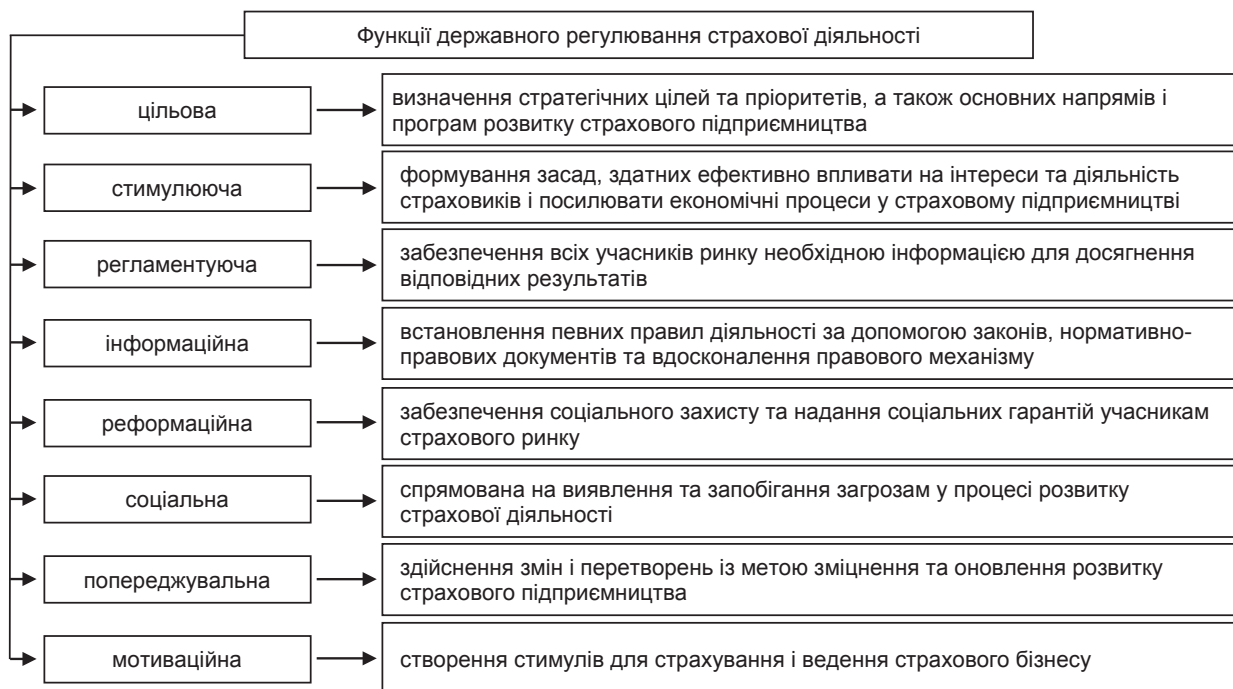 Функції державного регулювання страхової діяльності
цільова
визначення стратегічних цілей та пріоритетів, а також основних напрямів і
програм розвитку страхового підприємництва
стимулююча
формування засад, здатних ефективно впливати на інтереси та діяльність
страховиків і посилювати економічні процеси у страховому підприємництві
регламентуюча
забезпечення всіх учасників ринку необхідною інформацією для досягнення
відповідних результатів
інформаційна
встановлення певних правил діяльності за допомогою законів, нормативно-
правових документів та вдосконалення правового механізму
реформаційна
забезпечення соціального захисту та надання соціальних гарантій учасникам
страхового ринку
соціальна
спрямована на виявлення та запобігання загрозам у процесі розвитку
страхової діяльності
попереджувальна
здійснення змін і перетворень із метою зміцнення та оновлення розвитку
страхового підприємництва
мотиваційна
створення стимулів для страхування і ведення страхового бізнесу